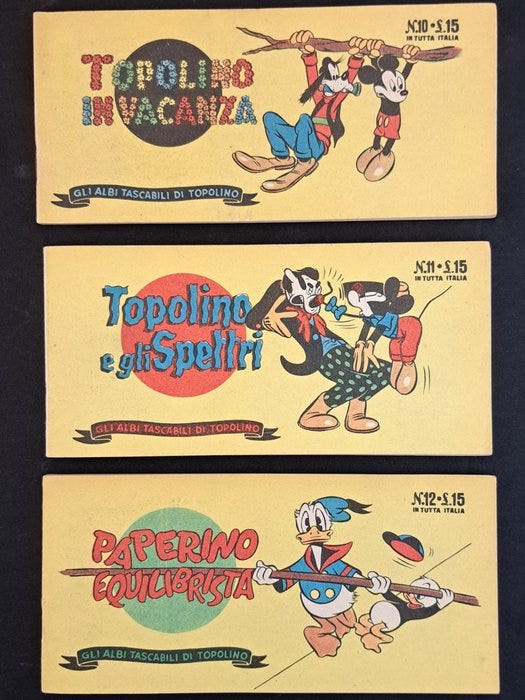 N.10 • £.15
IN TUTTA ITALIA
TOPOLINO
IN VACANZA
GLI ALBI TASCABILI DI TOPOLINO
N.11 • £.15
IN TUTTA ITALIA
Topolino
e gli Spettri
GLI ALBI TASCABILI DI TOPOLINO
N.12 • £.15
IN TUTTA ITALIA
PAPERINO
EQUILIBRISTA
GLI ALBI TASCABILI DI TOPOLINO